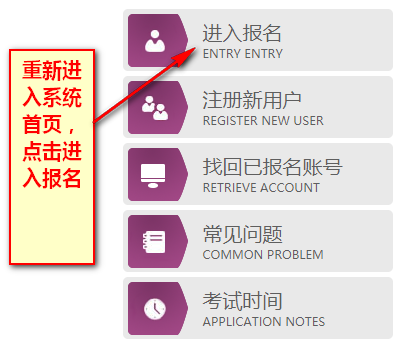 重新进
入系统
首页，
点击进
入报名
进入报名
ENTRY ENTRY
注册新用户
REGISTER NEW USER
找回已报名账号
RETRIEVE ACCOUNT
常见问题
COMMON PROBLEM
考试时间
APPLICATION NOTES